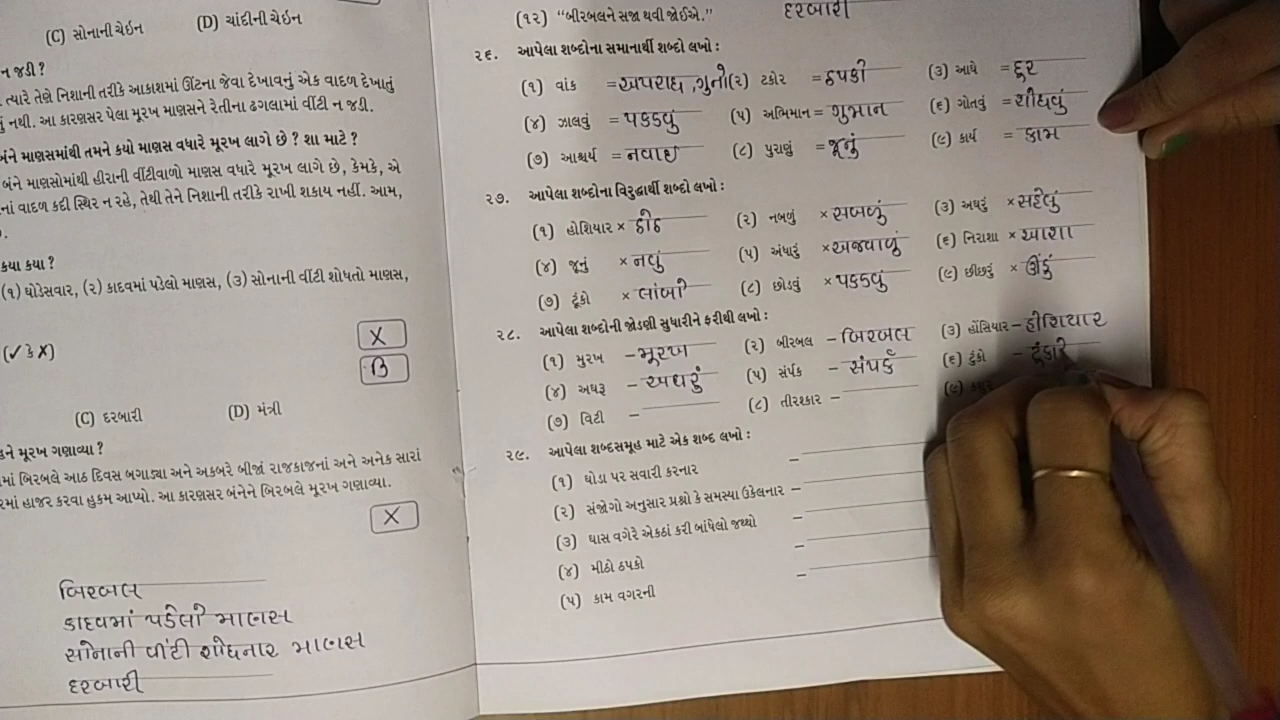 (C) સોનાની ચેઇન (D) ચાંદીની ચેઇન
ન જડી ?
ત્યારે તેણે નિશાની તરીકે આકાશમાં ઊંટના જેવા દેખાવનું એક વાદળ દેખાતું
નથી. આ કારણસર પેલા મૂરખ માણસને રેતીના ઢગલામાં વીંટી ન જડી.
બંને માણસમાંથી તમને કયો માણસ વધારે મૂરખ લાગે છે ? શા માટે ?
બંને માણસોમાંથી હીરાની વીંટીવાળો માણસ વધારે મૂરખ લાગે છે, કેમકે, એ
નાં વાદળ કદી સ્થિર ન રહે, તેથી તેને નિશાની તરીકે રાખી શકાય નહીં. આમ,
કયા કયા ?
(૧) ઘોડેસવાર, (૨) કાદવમાં પડેલો માણસ, (૩) સોનાની વીંટી શોધતો માણસ,
(✓ કે ✗) X
B
(C) દરબારી (D) મંત્રી
ને મૂરખ ગણાવ્યા ?
માં બિરબલે આઠ દિવસ બગાડ્યા અને અકબરે બીજાં રાજકાજનાં અને અનેક સારાં
હાજર કરવા હુકમ આપ્યો. આ કારણસર બંનેને બિરબલે મૂરખ ગણાવ્યા.
X
બિરબલ
કાદવમાં પડેલો માણસ
સોનાની વીંટી શોધનાર માણસ
દરબારી
(૧૨) “બીરબલને સજા થવી જોઈએ.” દરબારી
૨૬. આપેલા શબ્દોના સમાનાર્થી શબ્દો લખો :
(૧) વાંક = અપરાધ, ગુનો (૨) ટકોર = ઠપકો (૩) આઘે = દૂર
(૪) ઝાલવું = પકડવું (૫) અભિમાન = ગુમાન (૬) ગોતવું = શોધવું
(૭) આશ્ચર્ય = નવાઇ (૮) પુરાણું = જૂનું (૯) કાર્ય = કામ
૨૭. આપેલા શબ્દોના વિરુદ્ધાર્થી શબ્દો લખો :
(૧) હોશિયાર × ઠોઠ (૨) નબળું × સબળું (૩) અઘરું × સહેલું
(૪) જૂનું × નવું (૫) અંધારું × અજવાળું (૬) નિરાશા × આશા
(૭) ટૂંકો × લાંબો (૮) છોડવું × પકડવું (૯) છીછરું × ઊંડું
૨૮. આપેલા શબ્દોની જોડણી સુધારીને ફરીથી લખો :
(૧) મુરખ – મૂરખ (૨) બીરબલ – બિરબલ (૩) હોંસિયાર – હોશિયાર
(૪) અઘરૂ – અઘરું (૫) સંર્પક – સંપર્ક (૬) ટુંકો –
(૭) વિટી – (૮) તીરશ્કાર – (૯)
૨૯. આપેલા શબ્દસમૂહ માટે એક શબ્દ લખો :
(૧) ઘોડા પર સવારી કરનાર –
(૨) સંજોગો અનુસાર પ્રશ્નો કે સમસ્યા ઉકેલનાર –
(૩) ઘાસ વગેરે એકઠાં કરી બાંધેલો જથ્થો –
(૪) મીઠો ઠપકો –
(૫) કામ વગરની –